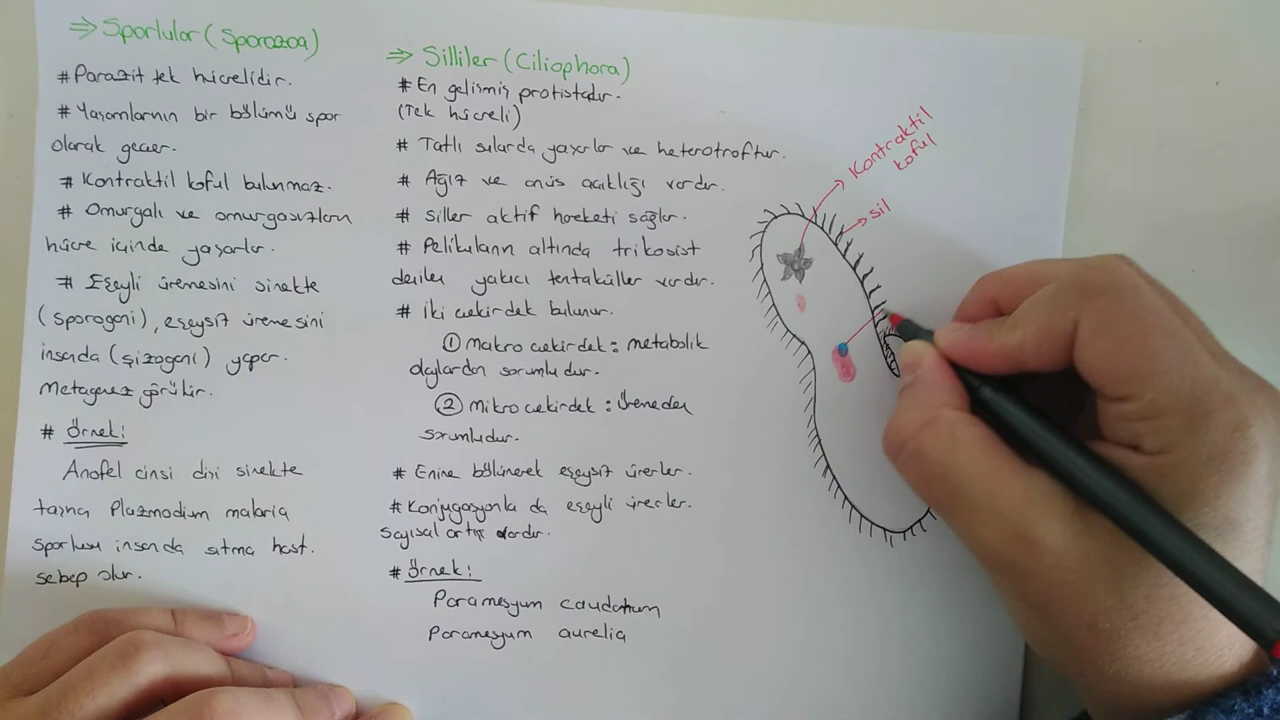 ⇒ Sporlular (Sporozoa)
# Parazit tek hücrelidir.
# Yaşamlarının bir bölümü spor
olarak geçer.
# Kontraktil koful bulunmaz.
# Omurgalı ve omurgasızların
hücre içinde yaşarlar.
# Eşeyli üremesini sinekte
(sporogoni), eşeysiz üremesini
insanda (şizogoni) yapar.
Metagenez görülür.
# Örnek:
Anofel cinsi dişi sinekte
taşınan Plazmodium malaria
sporlusu insanda sıtma hast.
sebep olur.
⇒ Silliler (Ciliophora)
# En gelişmiş protistadır.
(Tek hücreli)
# Tatlı sularda yaşarlar ve heterotroftur.
# Ağız ve anüs açıklığı vardır.
# Siller aktif hareketi sağlar.
# Pelikulanın altında trikosist
denilen yakıcı tentaküller vardır.
# İki çekirdek bulunur.
① Makro çekirdek: metabolik
olaylardan sorumludur.
② Mikro çekirdek: Üremeden
sorumludur.
# Enine bölünerek eşeysiz ürerler.
# Konjugasyonla da eşeyli ürerler.
Sayısal artış vardır.
# Örnek:
Paramesyum caudatum
Paramesyum aurelia
Kontraktil
koful
sil